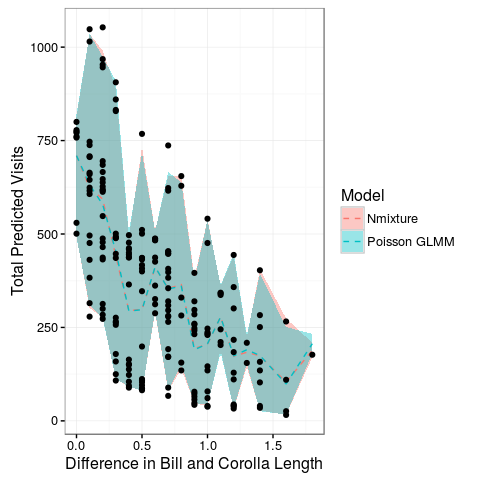 1000
750
500
250
0
0.0 0.5 1.0 1.5
Difference in Bill and Corolla Length
Total Predicted Visits
Model
Nmixture
Poisson GLMM